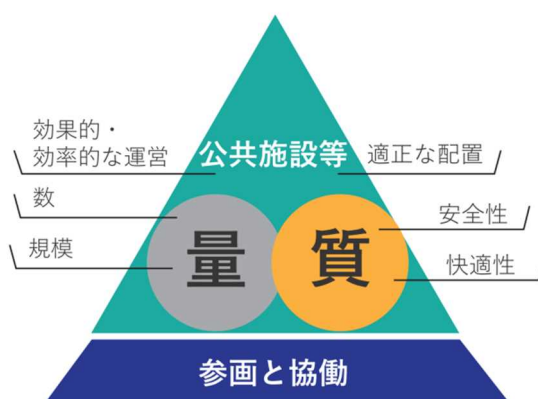 効果的・
効率的な運営
公共施設等
適正な配置
数
規模
量
質
安全性
快適性
参画と協働